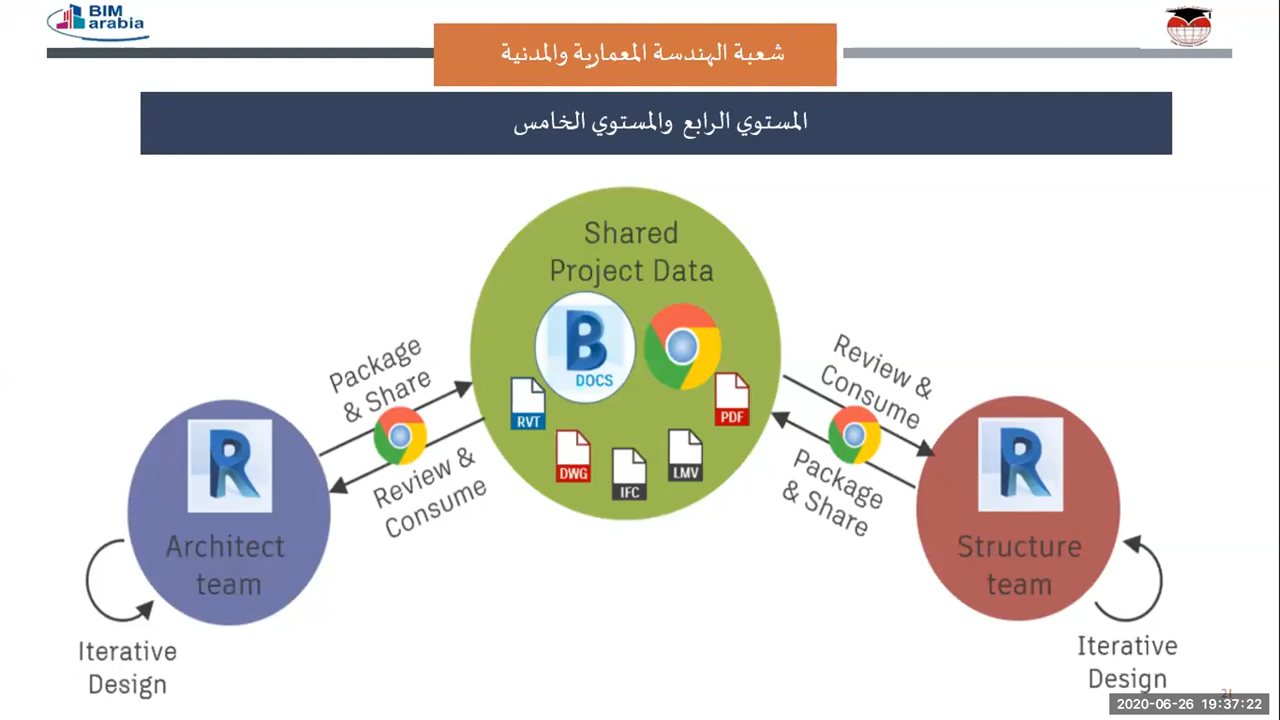 BIM
arabia
شعبة الهندسة المعمارية والمدنية
المستوي الرابع والمستوي الخامس
Shared
Project Data
B
DOCS
RVT
DWG
IFC
LMV
PDF
Package
& Share
Review &
Consume
Review &
Consume
Package
& Share
R
Architect
team
Iterative
Design
R
Structure
team
Iterative
Design
21
2020-06-26 19:37:22